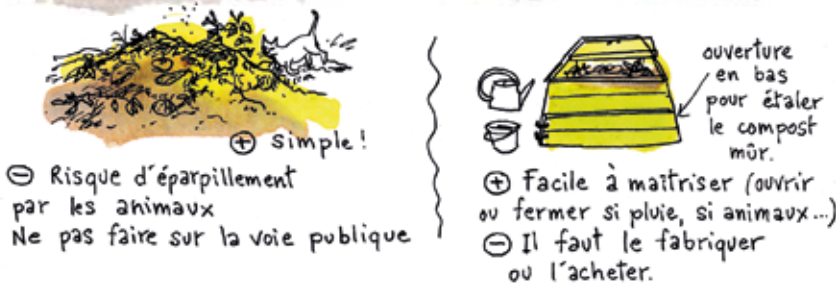 ⊕ simple!
⊖ Risque d'éparpillement
par les animaux
Ne pas faire sur la voie publique
ouverture
en bas
pour étaler
le compost
mûr.
⊕ Facile à maîtriser (ouvrir
ou fermer si pluie, si animaux...)
⊖ Il faut le fabriquer
ou l'acheter.